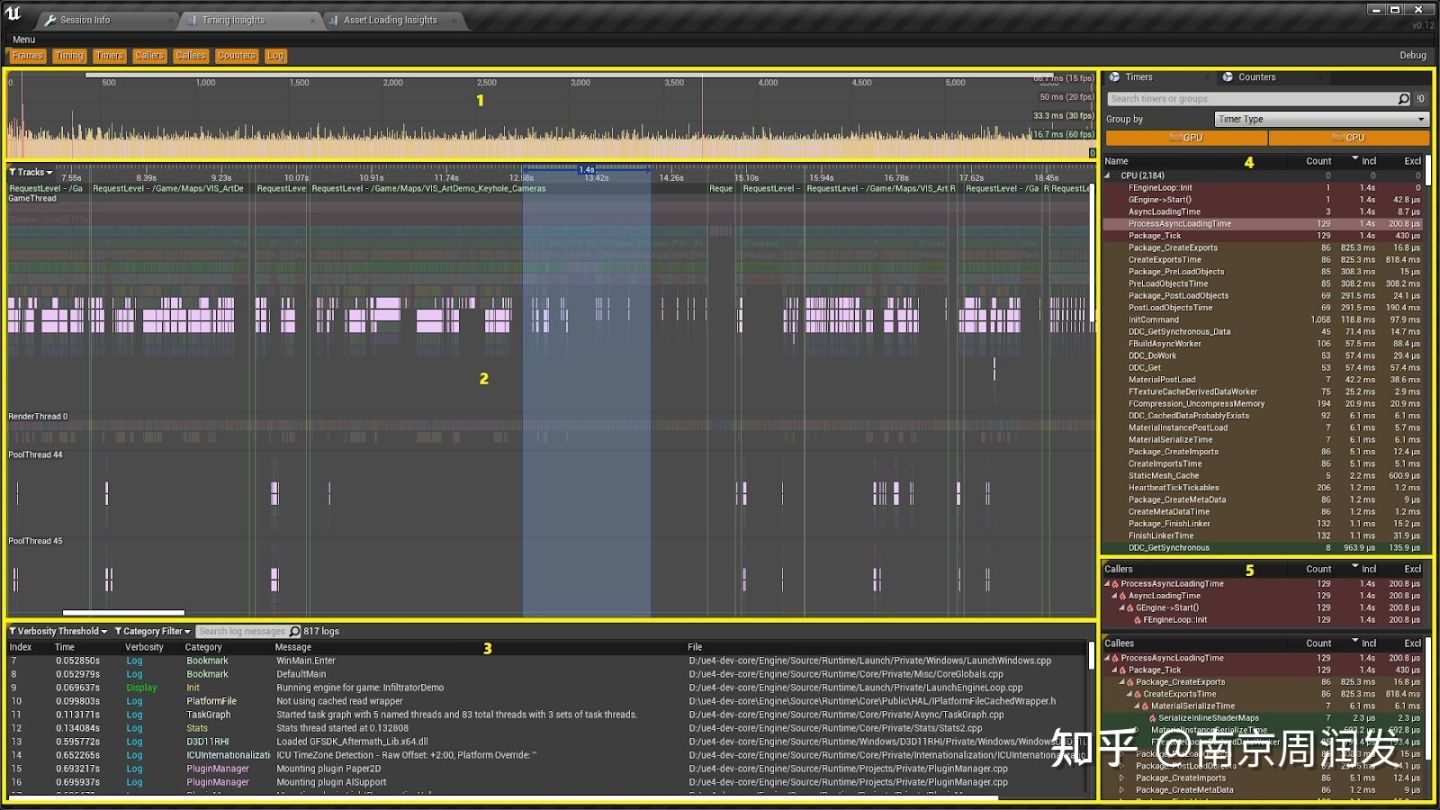 Session Info
Timing Insights
Asset Loading Insights
v0.12
Menu
Frames Timing Timers Callers Callees Counters Log
Debug
0 500 1,000 1,500 2,000 2,500 3,000 3,500 4,000 4,500 5,000
66.7 ms (15 fps)
50 ms (20 fps)
33.3 ms (30 fps)
16.7 ms (60 fps)
0
1
Tracks
7.55s 8.39s 9.23s 10.07s 10.91s 11.74s 12.58s 1.4s 13.42s 14.26s 15.10s 15.94s 16.78s 17.62s 18.45s
RequestLevel - /Ga RequestLevel - /Game/Maps/VIS_ArtDe RequestLeve RequestLevel - /Game/Maps/VIS_ArtDemo_Keyhole_Cameras Reque RequestLevel - /Ga RequestLevel - /Game/Maps/VIS_Art R RequestLevel - /Ga R RequestLe
GameThread
2
RenderThread 0
PoolThread 44
PoolThread 45
Verbosity Threshold Category Filter Search log messages 817 logs
Index Time Verbosity Category Message File
3
7 0.052850s Log Bookmark WinMain.Enter D:/ue4-dev-core/Engine/Source/Runtime/Launch/Private/Windows/LaunchWindows.cpp
8 0.052979s Log Bookmark DefaultMain D:/ue4-dev-core/Engine/Source/Runtime/Core/Private/Misc/CoreGlobals.cpp
9 0.069637s Display Init Running engine for game: InfiltratorDemo D:/ue4-dev-core/Engine/Source/Runtime/Launch/Private/LaunchEngineLoop.cpp
10 0.099803s Log PlatformFile Not using cached read wrapper D:/ue4-dev-core/Engine/Source/Runtime/Core\Public\HAL/IPlatformFileCachedWrapper.h
11 0.113171s Log TaskGraph Started task graph with 5 named threads and 83 total threads with 3 sets of task threads. D:/ue4-dev-core/Engine/Source/Runtime/Core/Private/Async/TaskGraph.cpp
12 0.134084s Log Stats Stats thread started at 0.132808 D:/ue4-dev-core/Engine/Source/Runtime/Core/Private/Stats/Stats2.cpp
13 0.595772s Log D3D11RHI Loaded GFSDK_Aftermath_Lib.x64.dll D:/ue4-dev-core/Engine/Source/Runtime/Windows/D3D11RHI/Private/Windows/Window
14 0.652265s Log ICUInternationalizati ICU TimeZone Detection - Raw Offset: +2:00, Platform Override: '' D:/ue4-dev-core/Engine/Source/Runtime/Core/Private/Internationalization/ICUInterna
15 0.693217s Log PluginManager Mounting plugin Paper2D D:/ue4-dev-core/Engine/Source/Runtime/Projects/Private/PluginManager.cpp
16 0.695937s Log PluginManager Mounting plugin AISupport D:/ue4-dev-core/Engine/Source/Runtime/Projects/Private/PluginManager.cpp
Timers Counters
Search timers or groups
Group by Timer Type
GPU CPU
Name Count Incl Excl
4
CPU (2,184) 0 0 0
FEngineLoop::Init 1 1.4s 0
GEngine->Start() 1 1.4s 42.8 µs
AsyncLoadingTime 3 1.4s 8.7 µs
ProcessAsyncLoadingTime 129 1.4s 200.8 µs
Package_Tick 129 1.4s 430 µs
Package_CreateExports 86 825.3 ms 16.8 µs
CreateExportsTime 86 825.3 ms 818.4 ms
Package_PreLoadObjects 85 308.3 ms 15 µs
PreLoadObjectsTime 85 308.2 ms 308.2 ms
Package_PostLoadObjects 69 291.5 ms 24.1 µs
PostLoadObjectsTime 69 291.5 ms 190.4 ms
InitCommand 1,058 118.8 ms 97.9 ms
DDC_GetSynchronous_Data 45 71.4 ms 14.7 ms
FBuildAsyncWorker 106 57.5 ms 88.4 µs
DDC_DoWork 53 57.4 ms 29.4 µs
DDC_Get 53 57.4 ms 57.4 ms
MaterialPostLoad 7 42.2 ms 38.6 ms
FTextureCacheDerivedDataWorker 75 25.2 ms 2.9 ms
FCompression_UncompressMemory 194 20.9 ms 20.9 ms
DDC_CachedDataProbablyExists 92 6.1 ms 6.1 ms
MaterialInstancePostLoad 7 6.1 ms 5.7 ms
MaterialSerializeTime 7 6.1 ms 6.1 ms
Package_CreateImports 86 5.1 ms 12.4 µs
CreateImportsTime 86 5.1 ms 5.1 ms
StaticMesh_Cache 5 2.2 ms 600.9 µs
HeartbeatTickTickables 206 1.2 ms 1.2 ms
Package_CreateMetaData 86 1.2 ms 9 µs
CreateMetaDataTime 86 1.2 ms 1.2 ms
Package_FinishLinker 132 1.1 ms 15.2 µs
FinishLinkerTime 132 1.1 ms 31.9 µs
DDC_GetSynchronous 8 963.9 µs 135.9 µs
Callers Count Incl Excl
5
ProcessAsyncLoadingTime 129 1.4s 200.8 µs
AsyncLoadingTime 129 1.4s 200.8 µs
GEngine->Start() 129 1.4s 200.8 µs
FEngineLoop::Init 129 1.4s 200.8 µs
Callees Count Incl Excl
ProcessAsyncLoadingTime 129 1.4s 200.8 µs
Package_Tick 129 1.4s 430 µs
Package_CreateExports 86 825.3 ms 16.8 µs
CreateExportsTime 86 825.3 ms 818.4 ms
MaterialSerializeTime 7 6.1 ms 6.1 ms
SerializeInlineShaderMaps 7 2.3 µs 2.3 µs
Package_CreateImports 86 5.1 ms 12.4 µs
Package_CreateMetaData 86 1.2 ms 9 µs
知乎 @南京周润发